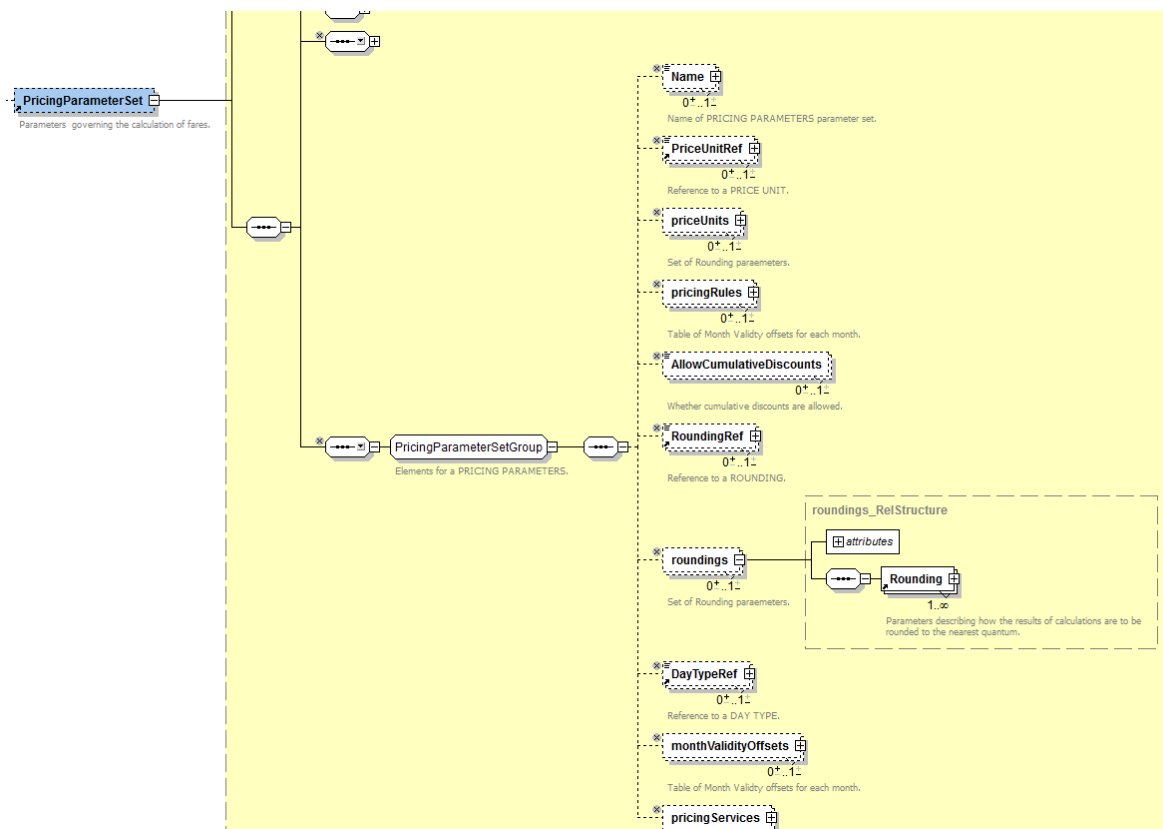 PricingParameterSet
Parameters governing the calculation of fares.
Name
0..1
Name of PRICING PARAMETERS parameter set.
PriceUnitRef
0..1
Reference to a PRICE UNIT.
priceUnits
0..1
Set of Rounding paraemeters.
pricingRules
0..1
Table of Month Validty offsets for each month.
AllowCumulativeDiscounts
0..1
Whether cumulative discounts are allowed.
PricingParameterSetGroup
Elements for a PRICING PARAMETERS.
RoundingRef
0..1
Reference to a ROUNDING.
roundings
0..1
Set of Rounding paraemeters.
roundings_RelStructure
attributes
Rounding
1..∞
Parameters describing how the results of calculations are to be
rounded to the nearest quantum.
DayTypeRef
0..1
Reference to a DAY TYPE.
monthValidityOffsets
0..1
Table of Month Validty offsets for each month.
pricingServices